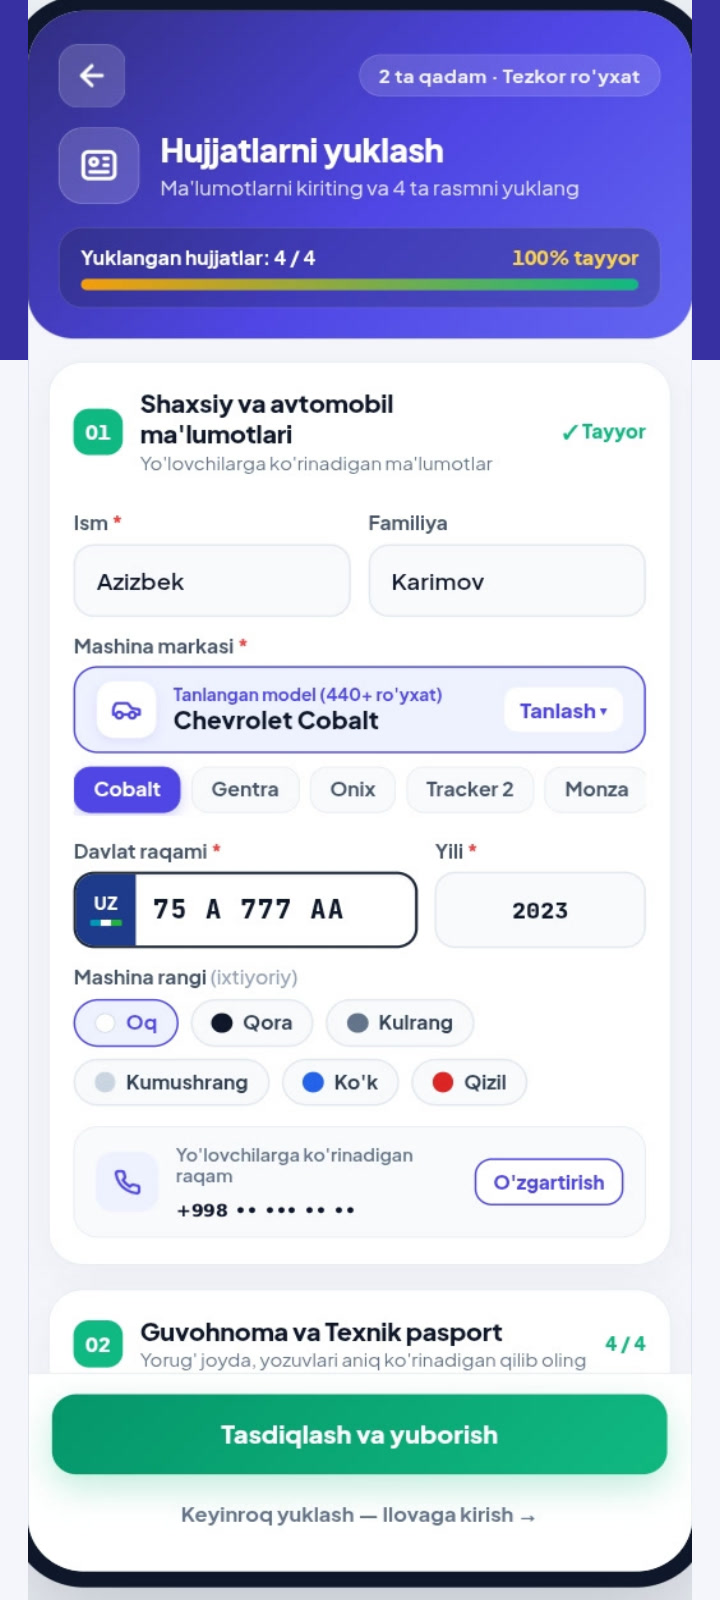 2 ta qadam · Tezkor ro'yxat
Hujjatlarni yuklash
Ma'lumotlarni kiriting va 4 ta rasmni yuklang
Yuklangan hujjatlar: 4 / 4
100% tayyor
01
Shaxsiy va avtomobil
ma'lumotlari
✓ Tayyor
Yo'lovchilarga ko'rinadigan ma'lumotlar
Ism *
Familiya
Azizbek
Karimov
Mashina markasi *
Tanlangan model (440+ ro'yxat)
Chevrolet Cobalt
Tanlash ▾
Cobalt
Gentra
Onix
Tracker 2
Monza
Davlat raqami *
Yili *
UZ
75 A 777 AA
2023
Mashina rangi (ixtiyoriy)
Oq
Qora
Kulrang
Kumushrang
Ko'k
Qizil
Yo'lovchilarga ko'rinadigan
raqam
+998 •• ••• •• ••
O'zgartirish
02
Guvohnoma va Texnik pasport
4 / 4
Yorug' joyda, yozuvlari aniq ko'rinadigan qilib oling
Tasdiqlash va yuborish
Keyinroq yuklash — Ilovaga kirish →